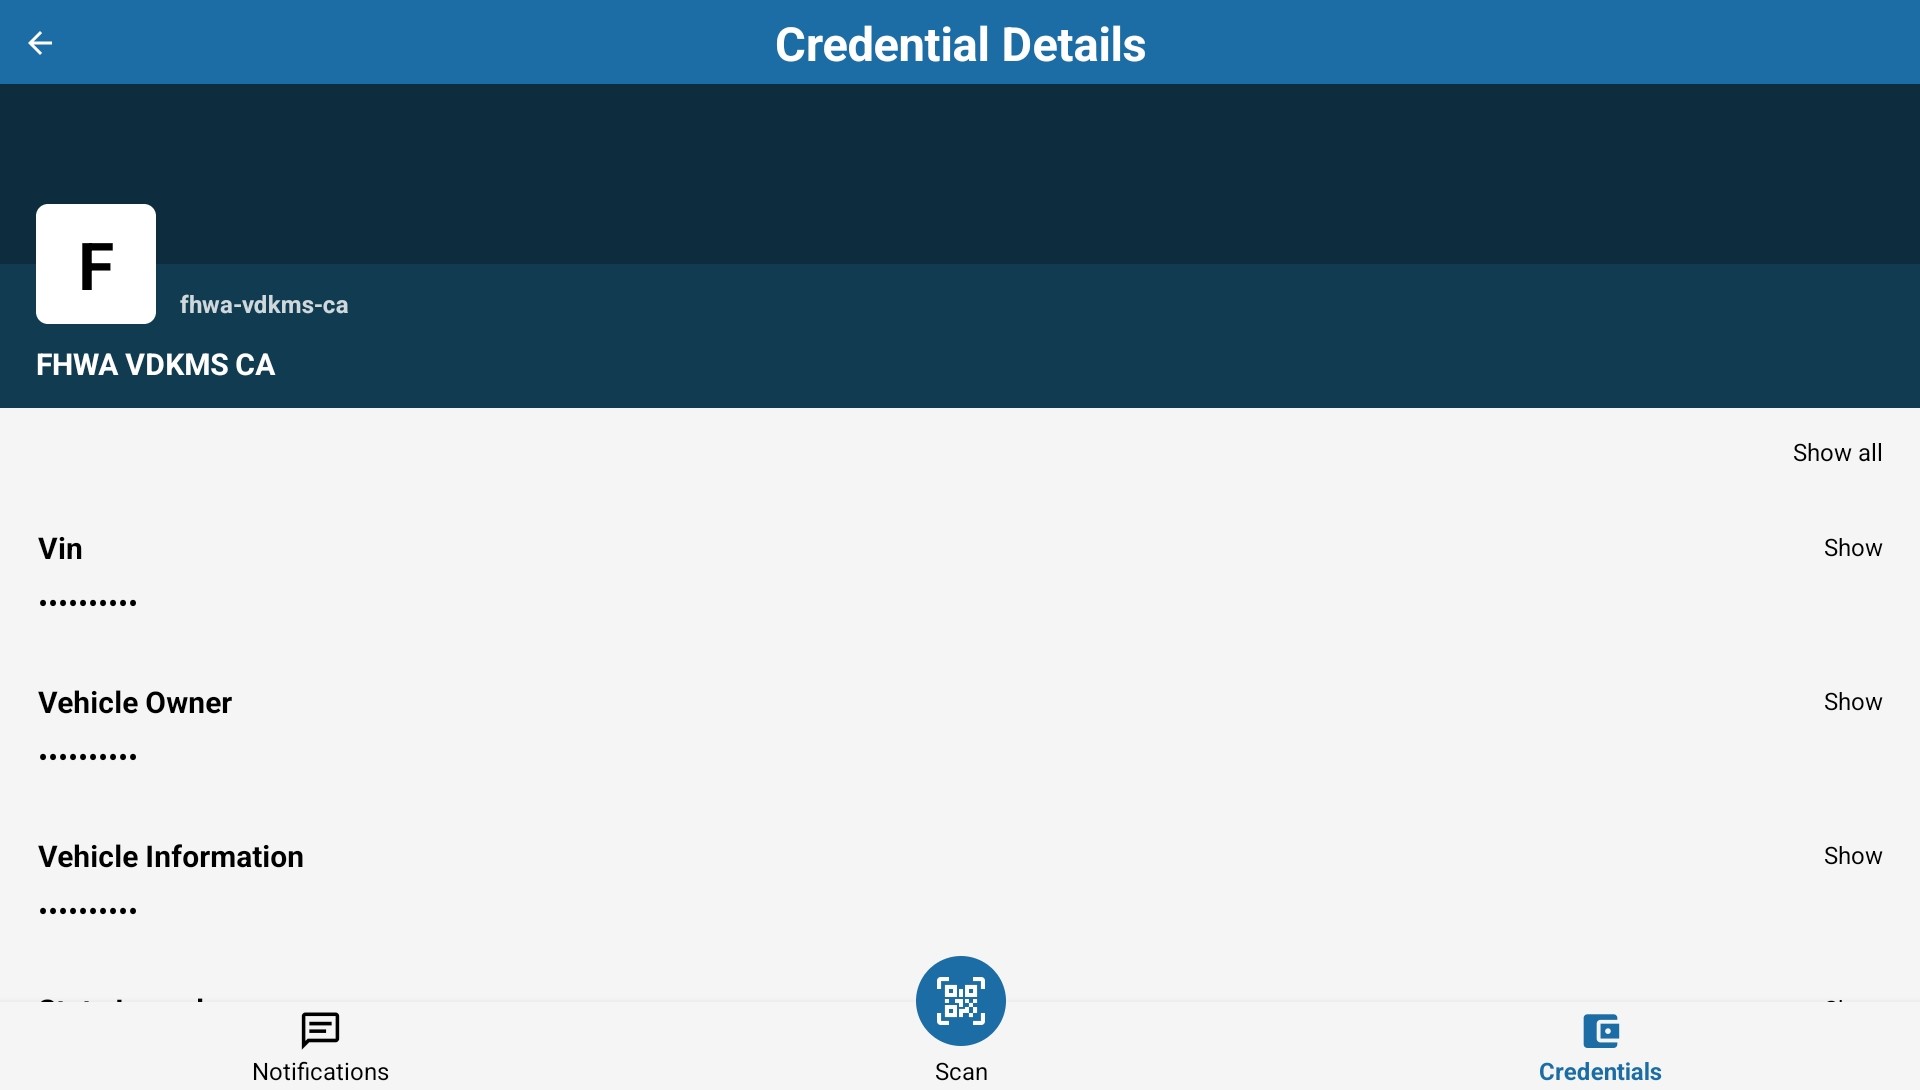 Credential Details
F
fhwa-vdkms-ca
FHWA VDKMS CA
Show all
Vin
Show
••••••••••
Vehicle Owner
Show
••••••••••
Vehicle Information
Show
••••••••••
Notifications
Scan
Credentials